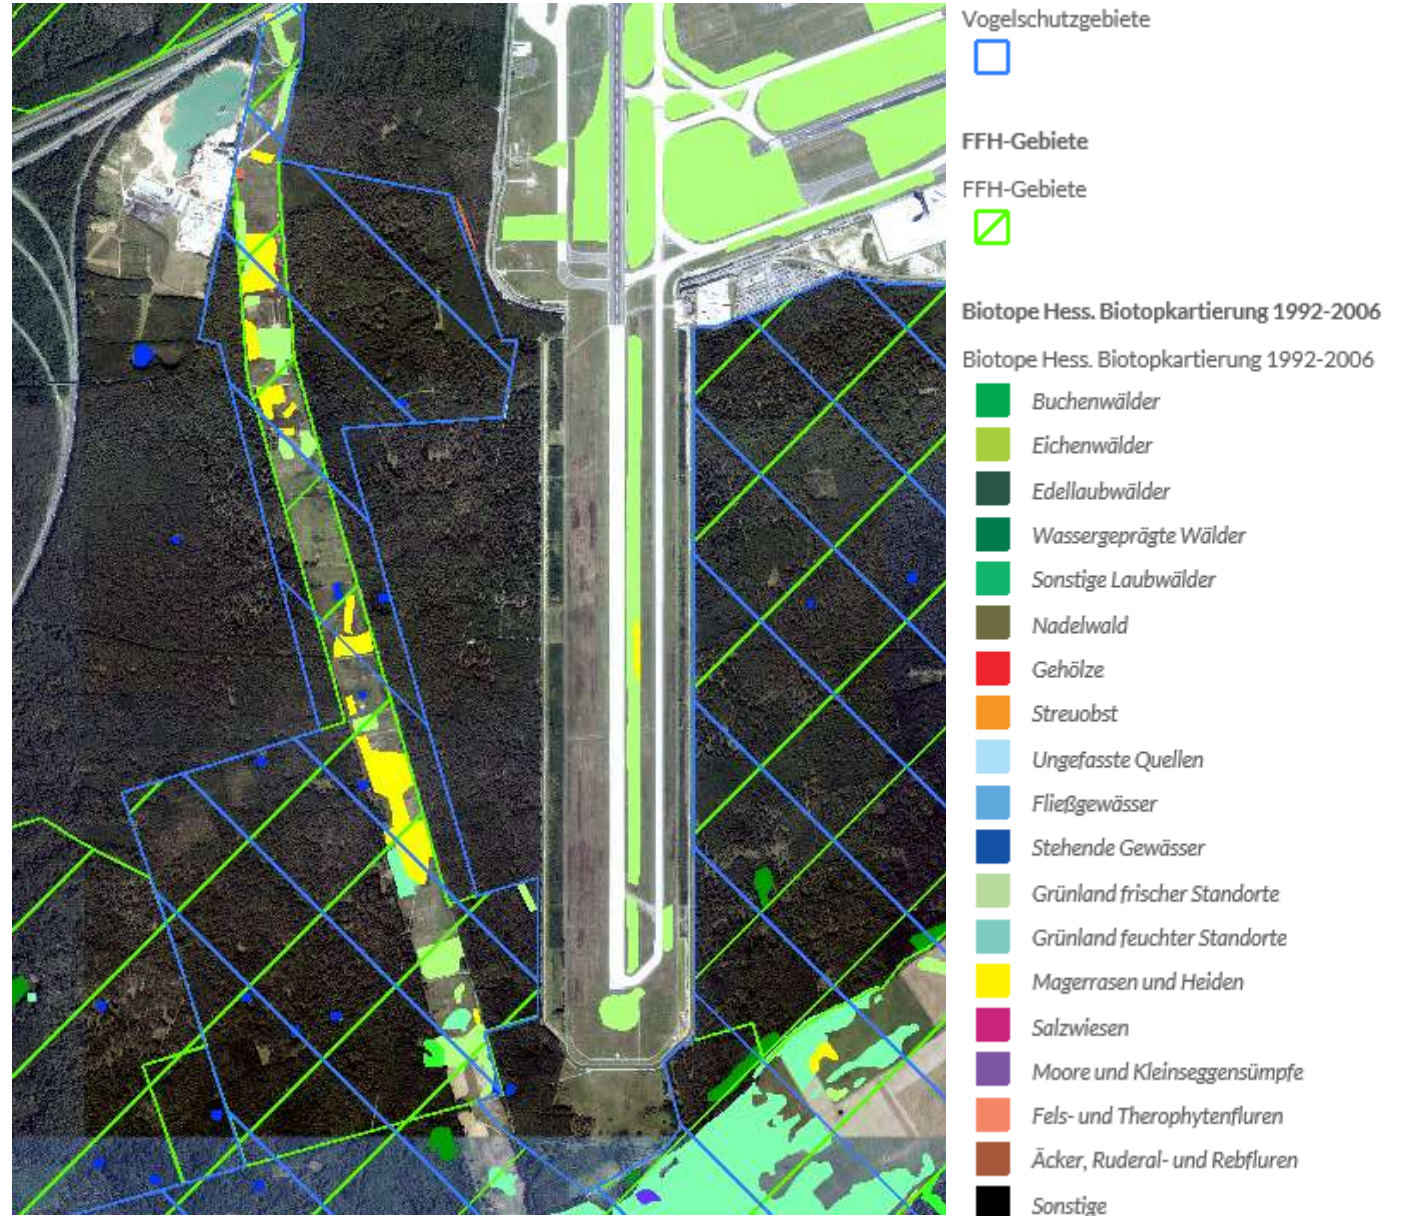 Vogelschutzgebiete
FFH-Gebiete
FFH-Gebiete
Biotope Hess. Biotopkartierung 1992-2006
Biotope Hess. Biotopkartierung 1992-2006
Buchenwälder
Eichenwälder
Edellaubwälder
Wassergeprägte Wälder
Sonstige Laubwälder
Nadelwald
Gehölze
Streuobst
Ungefasste Quellen
Fließgewässer
Stehende Gewässer
Grünland frischer Standorte
Grünland feuchter Standorte
Magerrasen und Heiden
Salzwiesen
Moore und Kleinseggensümpfe
Fels- und Therophytenfluren
Äcker, Ruderal- und Rebfluren
Sonstige